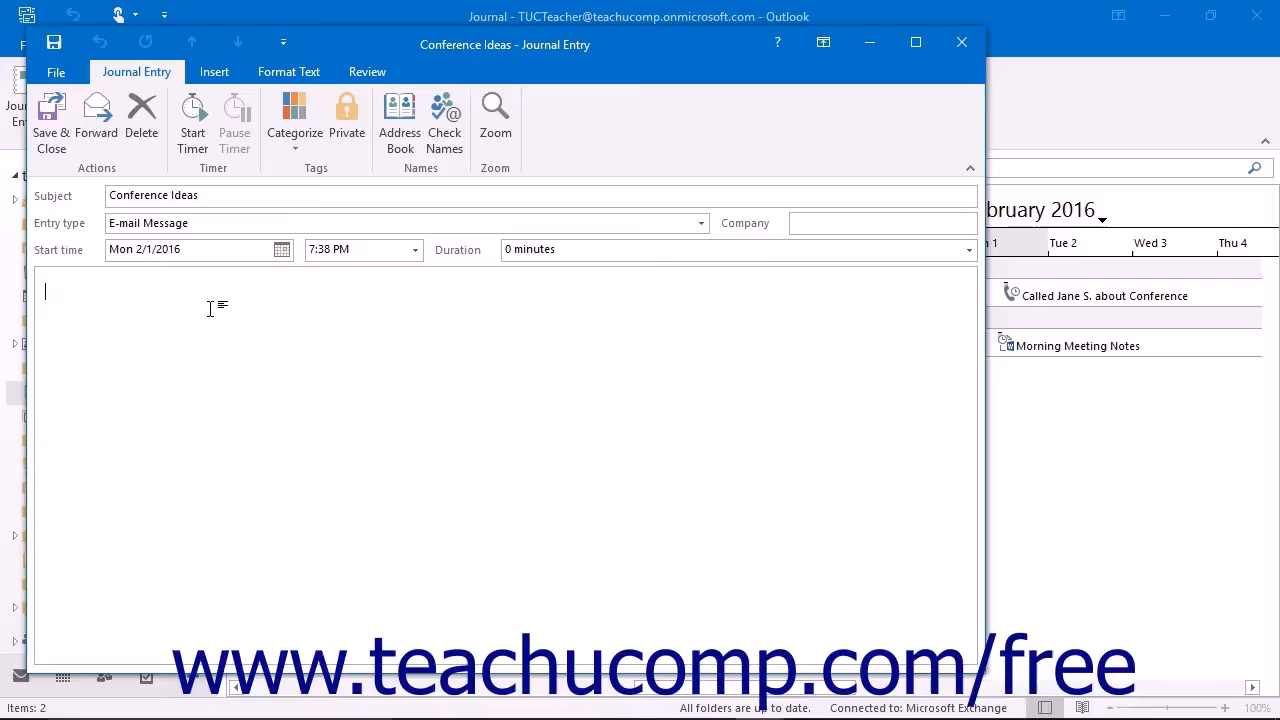 Journal - TUCTeacher@teachucomp.onmicrosoft.com - Outlook
Conference Ideas - Journal Entry
?
File
Journal Entry
Insert
Format Text
Review
Save & Close
Forward
Delete
Start Timer
Pause Timer
Categorize
Private
Address Book
Check Names
Zoom
Actions
Timer
Tags
Names
Zoom
Subject
Conference Ideas
Entry type
E-mail Message
Company
Start time
Mon 2/1/2016
7:38 PM
Duration
0 minutes
bruary 2016
n 1
Tue 2
Wed 3
Thu 4
Called Jane S. about Conference
Morning Meeting Notes
www.teachucomp.com/free
Items: 2
All folders are up to date.
Connected to: Microsoft Exchange
100%